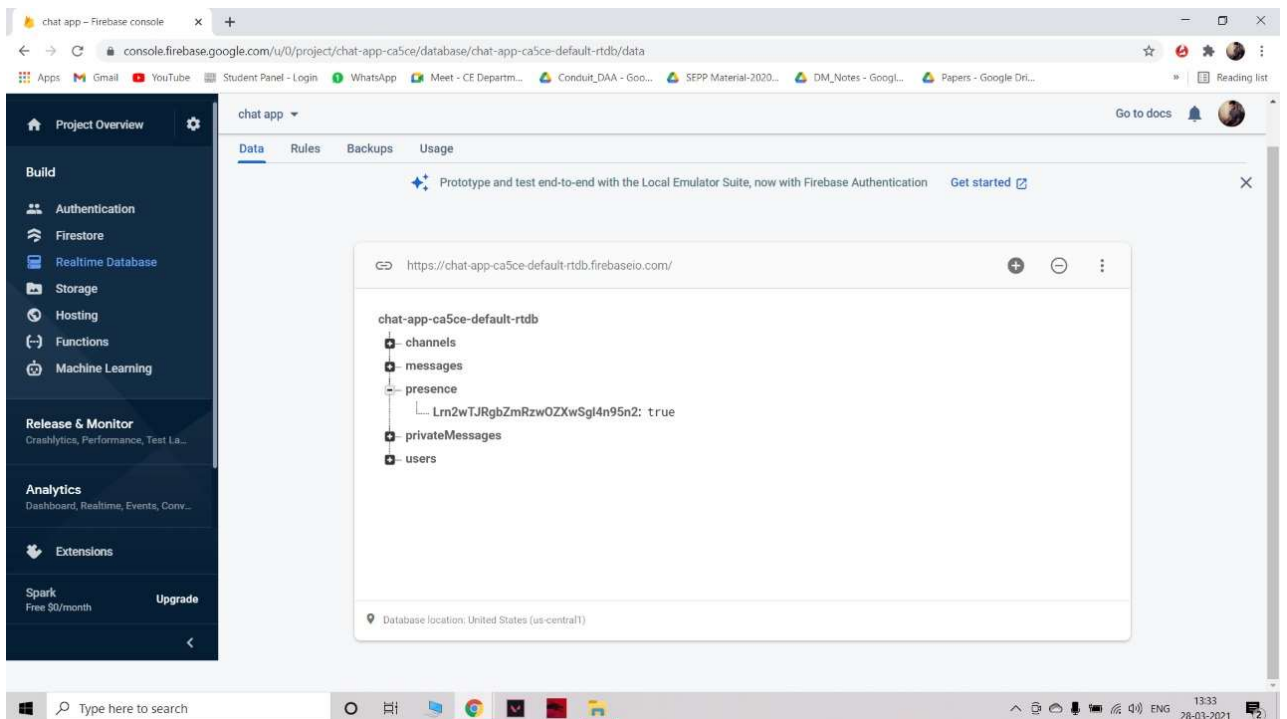 chat app – Firebase console
console.firebase.google.com/u/0/project/chat-app-ca5ce/database/chat-app-ca5ce-default-rtdb/data
Apps Gmail YouTube Student Panel - Login WhatsApp Meet - CE Departm... Conduit_DAA - Goo... SEPP Material-2020... DM_Notes - Googl... Papers - Google Dri... » Reading list
Project Overview
chat app
Go to docs
Data Rules Backups Usage
Prototype and test end-to-end with the Local Emulator Suite, now with Firebase Authentication Get started
Build
Authentication
Firestore
Realtime Database
Storage
Hosting
Functions
Machine Learning
Release & Monitor
Crashlytics, Performance, Test La...
Analytics
Dashboard, Realtime, Events, Conv...
Extensions
Spark
Free $0/month
Upgrade
https://chat-app-ca5ce-default-rtdb.firebaseio.com/
chat-app-ca5ce-default-rtdb
channels
messages
presence
Lrn2wTJRgbZmRzwOZXwSgI4n95n2: true
privateMessages
users
Database location: United States (us-central1)
Type here to search
ENG
13:33
28-03-2021
2